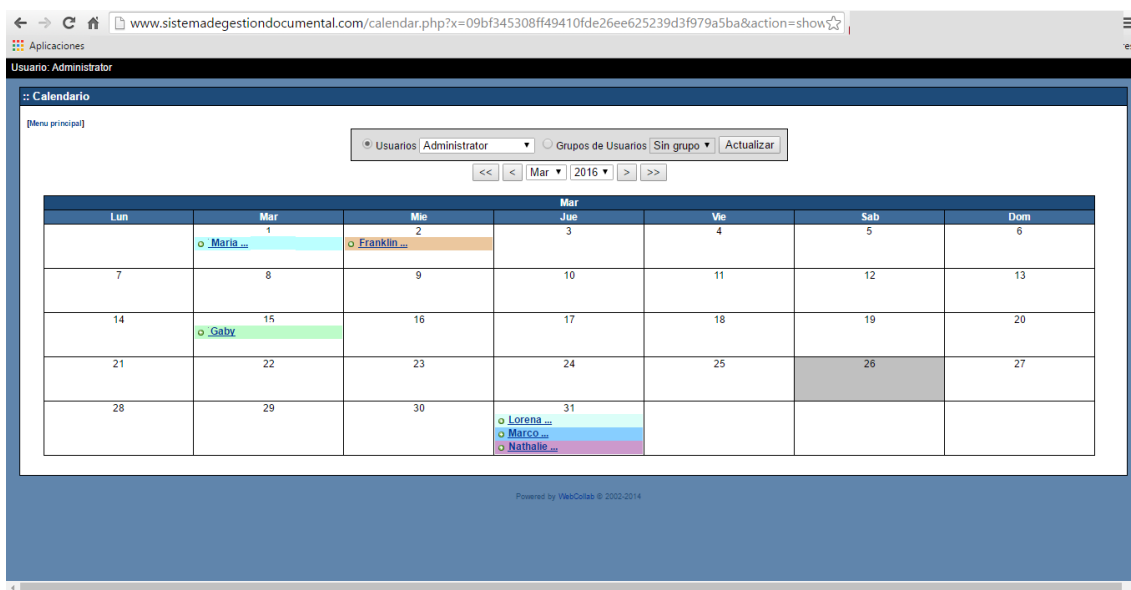 www.sistemadegestiondocumental.com/calendar.php?x=09bf345308ff49410fde26ee625239d3f979a5ba&action=show
Aplicaciones
Usuario: Administrator
:: Calendario
[Menu principal]
Usuarios Administrator Grupos de Usuarios Sin grupo Actualizar
<< < Mar 2016 > >>
Mar
Lun Mar Mie Jue Vie Sab Dom
1 2 3 4 5 6
Maria ... Franklin ...
7 8 9 10 11 12 13
14 15 16 17 18 19 20
Gaby
21 22 23 24 25 26 27
28 29 30 31
Lorena ...
Marco ...
Nathalie ...
Powered by WebCollab © 2002-2014